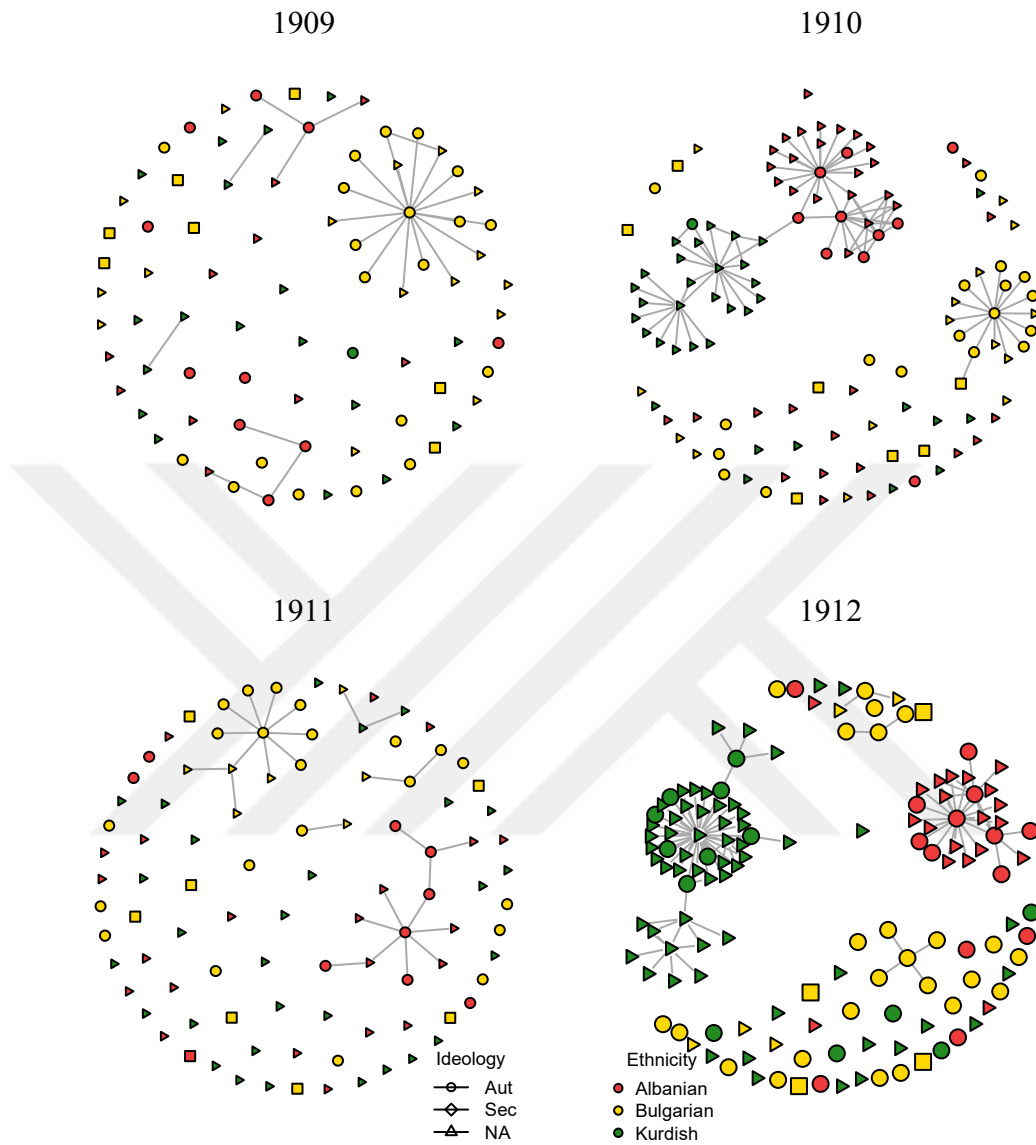 1909
1910
1911
1912
Ideology
Aut
Sec
NA
Ethnicity
Albanian
Bulgarian
Kurdish